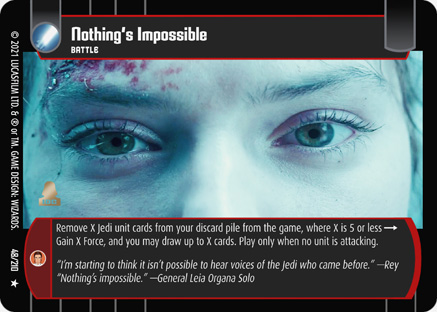 Nothing's Impossible
BATTLE
Remove X Jedi unit cards from your discard pile from the game, where X is 5 or less →
Gain X Force, and you may draw up to X cards. Play only when no unit is attacking.
"I'm starting to think it isn't possible to hear voices of the Jedi who came before." —Rey
"Nothing's impossible." —General Leia Organa Solo
© 2021 LUCASFILM LTD. & ® or TM. GAME DESIGN: WIZARDS.
48/210 ★